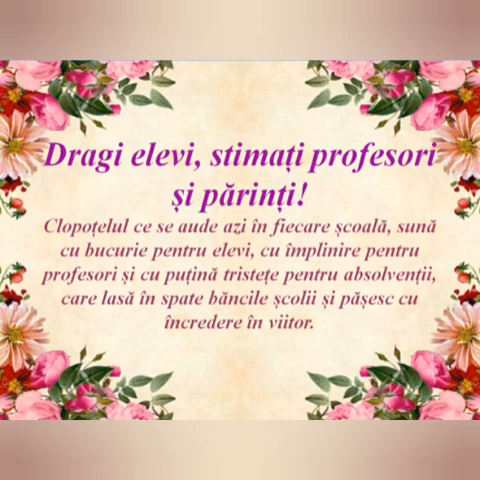 Dragi elevi, stimați profesori
și părinți!
Clopoțelul ce se aude azi în fiecare școală, sună
cu bucurie pentru elevi, cu împlinire pentru
profesori și cu puțină tristețe pentru absolvenții,
care lasă în spate băncile școlii și pășesc cu
încredere în viitor.